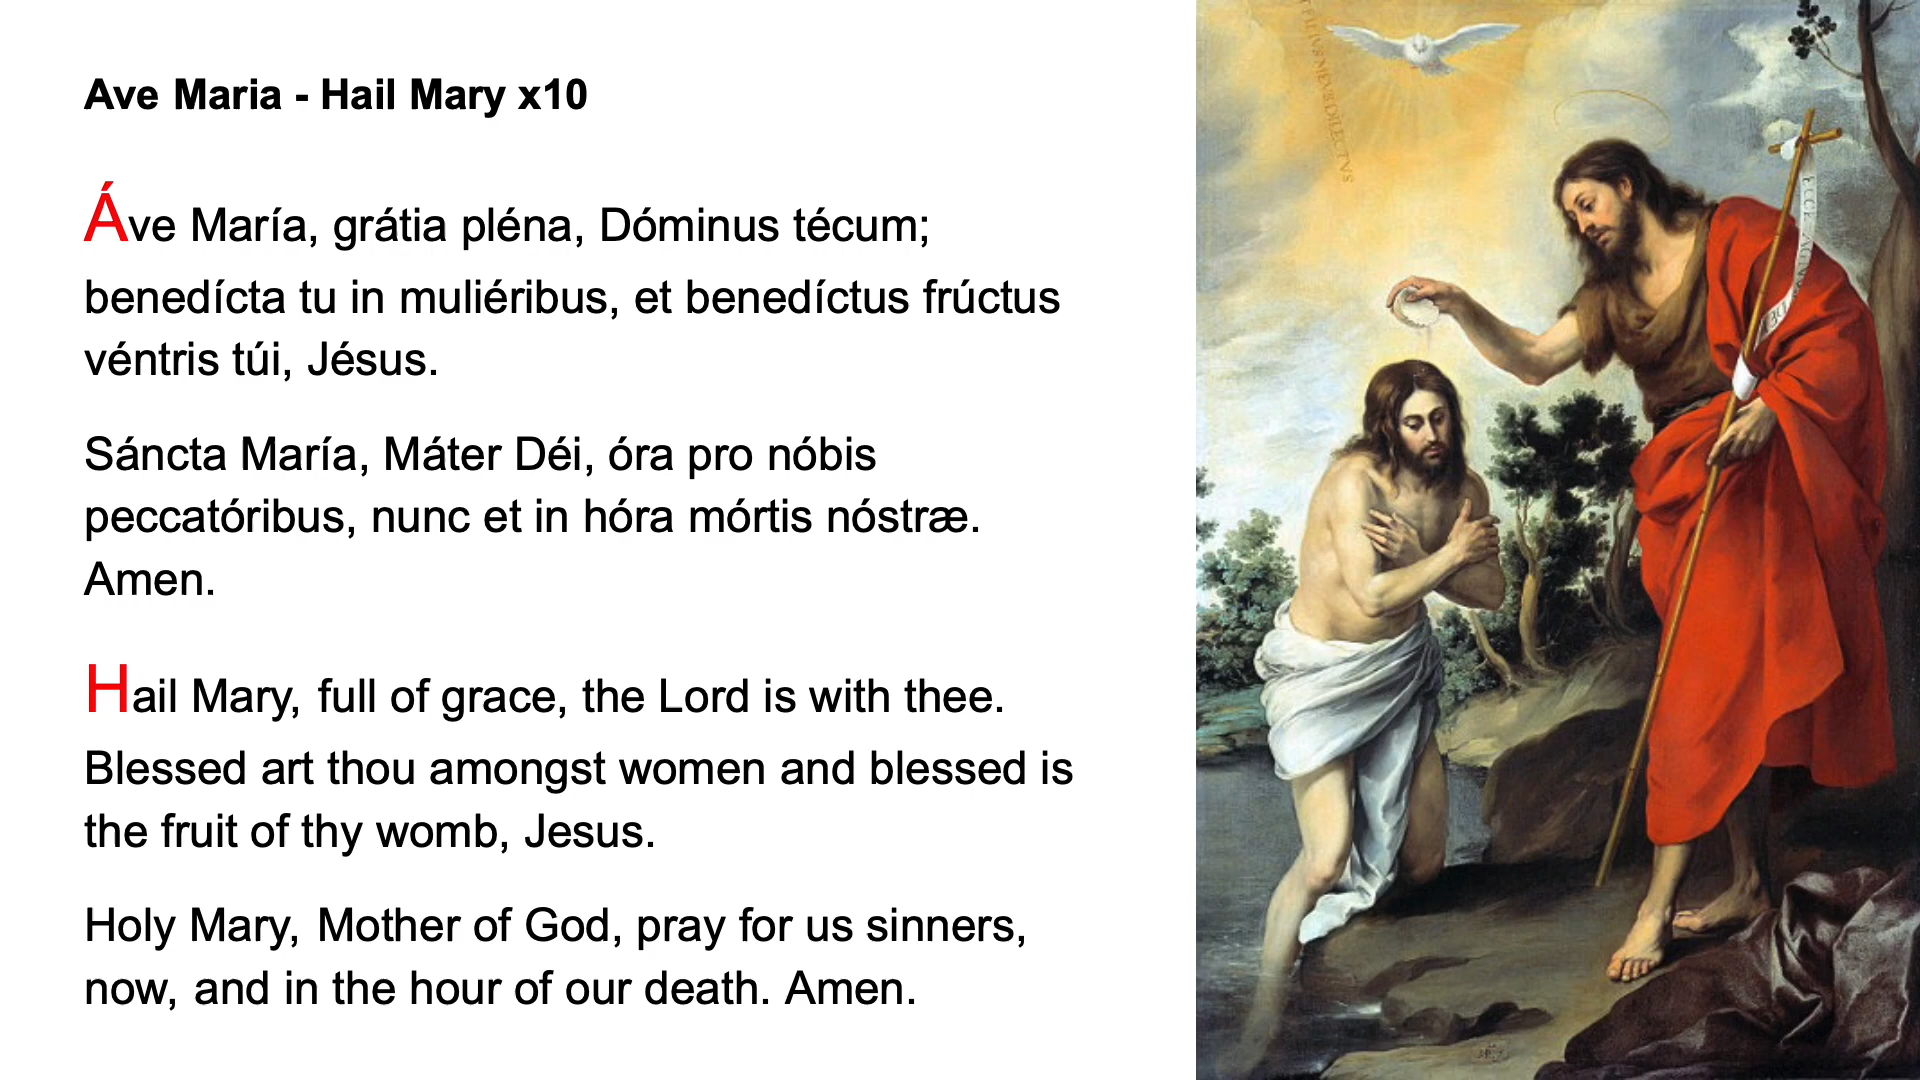 Ave Maria - Hail Mary x10
Áve María, grátia pléna, Dóminus técum;
benedícta tu in muliéribus, et benedíctus frúctus
véntris túi, Jésus.
Sáncta María, Máter Déi, óra pro nóbis
peccatóribus, nunc et in hóra mórtis nóstræ.
Amen.
Hail Mary, full of grace, the Lord is with thee.
Blessed art thou amongst women and blessed is
the fruit of thy womb, Jesus.
Holy Mary, Mother of God, pray for us sinners,
now, and in the hour of our death. Amen.
DILECTVS
ECCE